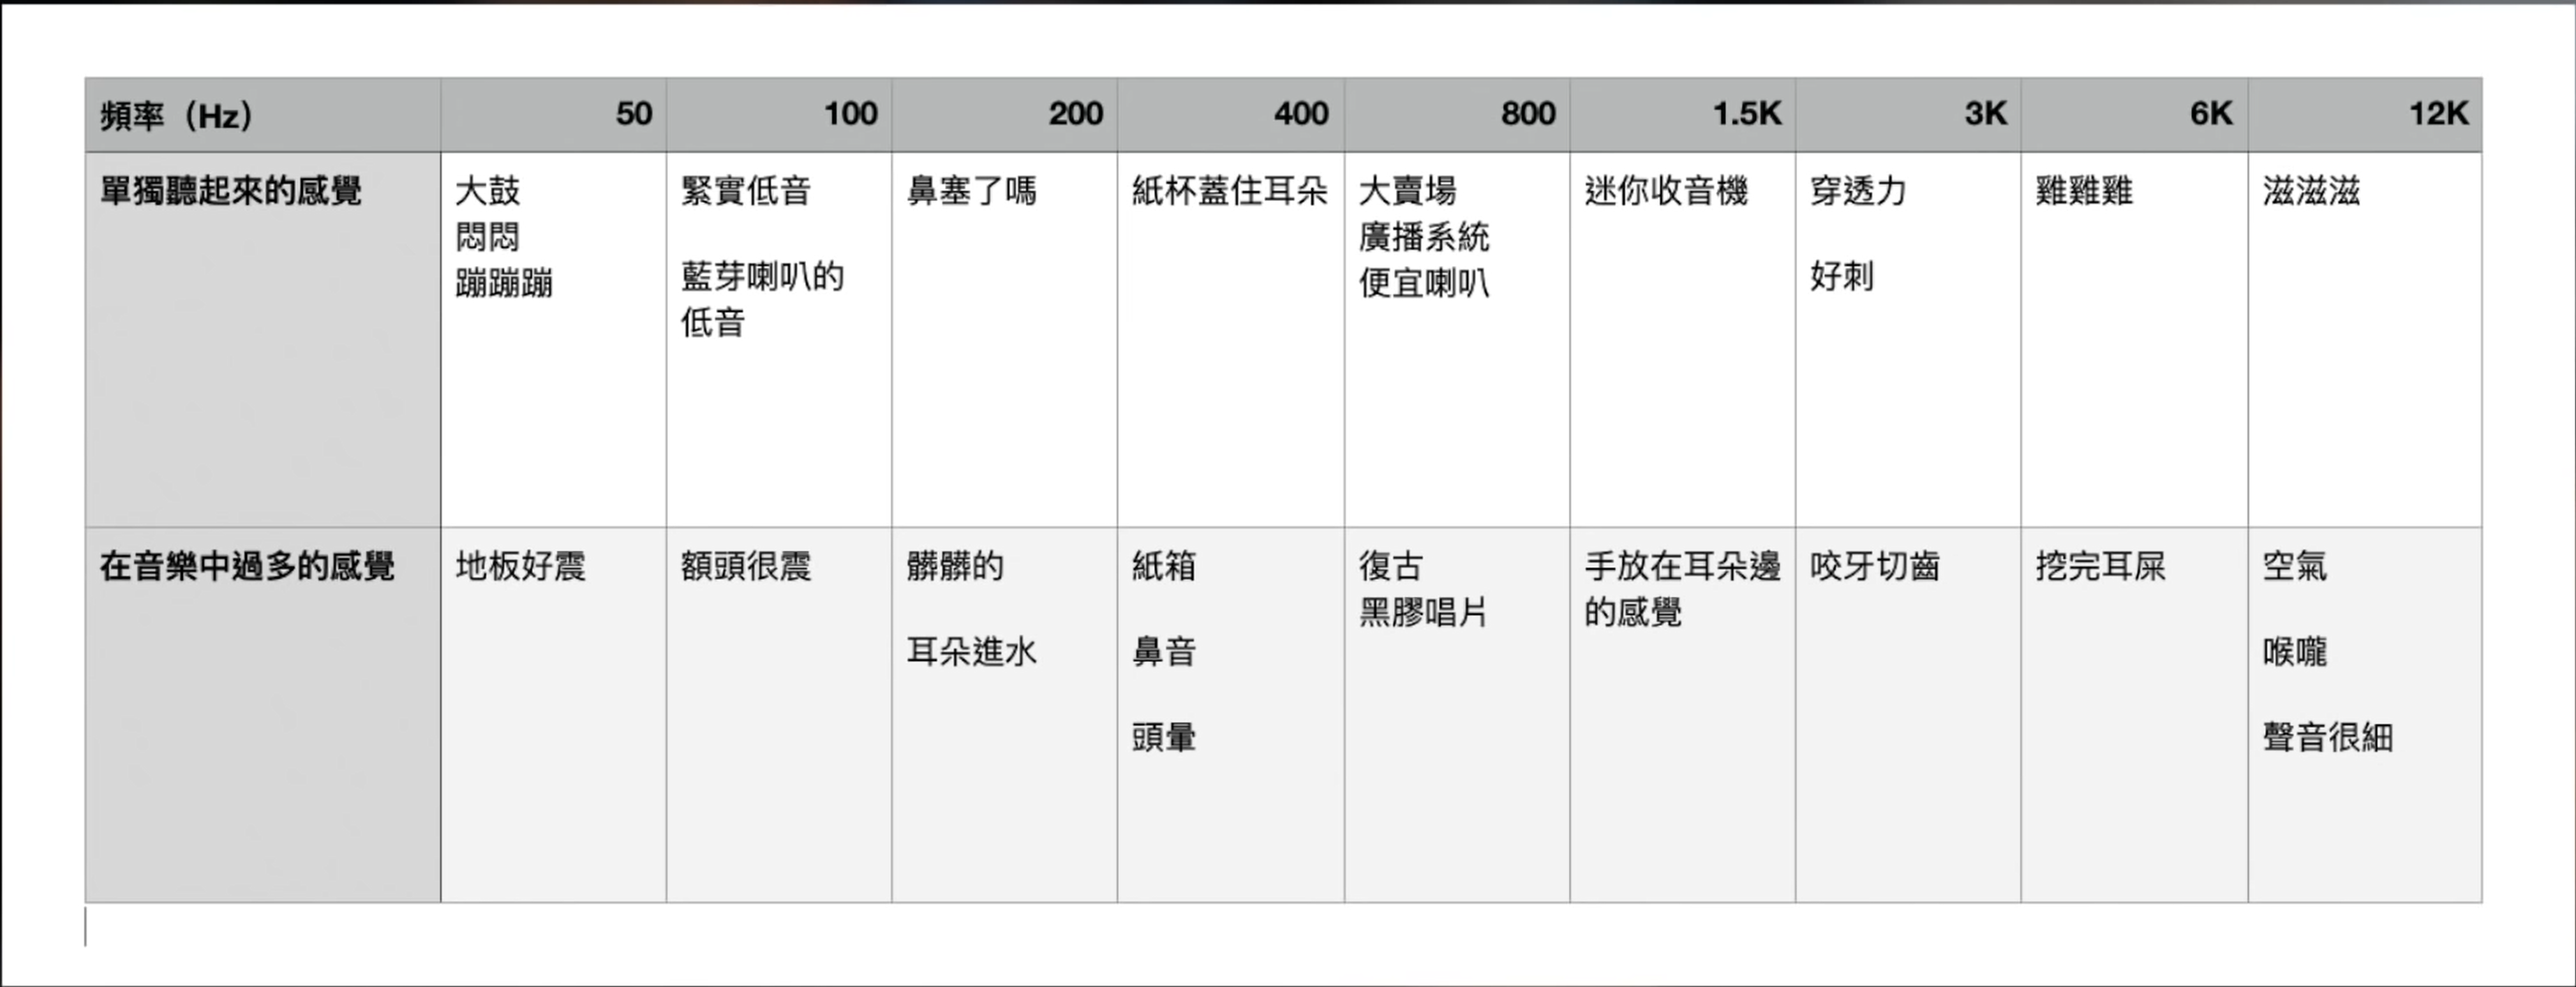 頻率（Hz） 50 100 200 400 800 1.5K 3K 6K 12K
單獨聽起來的感覺
大鼓
悶悶
蹦蹦蹦
緊實低音
藍芽喇叭的
低音
鼻塞了嗎
紙杯蓋住耳朵
大賣場
廣播系統
便宜喇叭
迷你收音機
穿透力
好刺
雞雞雞
滋滋滋
在音樂中過多的感覺
地板好震
額頭很震
髒髒的
耳朵進水
紙箱
鼻音
頭暈
復古
黑膠唱片
手放在耳朵邊
的感覺
咬牙切齒
挖完耳屎
空氣
喉嚨
聲音很細